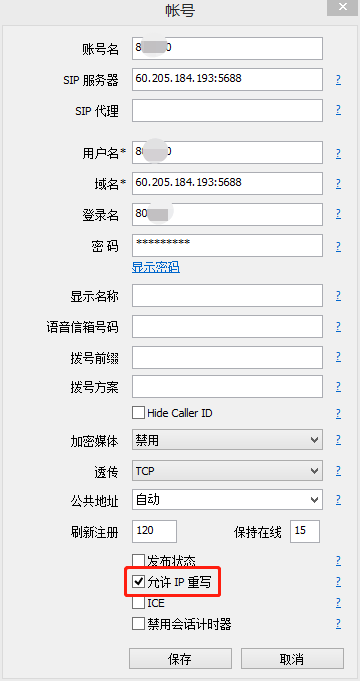 帐号
账号名 8 0
SIP 服务器 60.205.184.193:5688 ?
SIP 代理 ?
用户名* 8 0 ?
域名* 60.205.184.193:5688 ?
登录名 80 ?
密 码 ********* ?
显示密码
显示名称 ?
语音信箱号码 ?
拨号前缀 ?
拨号方案 ?
Hide Caller ID ?
加密媒体 禁用 ?
透传 TCP ?
公共地址 自动 ?
刷新注册 120 保持在线 15 ?
发布状态 ?
允许 IP 重写 ?
ICE ?
禁用会话计时器 ?
保存 取消